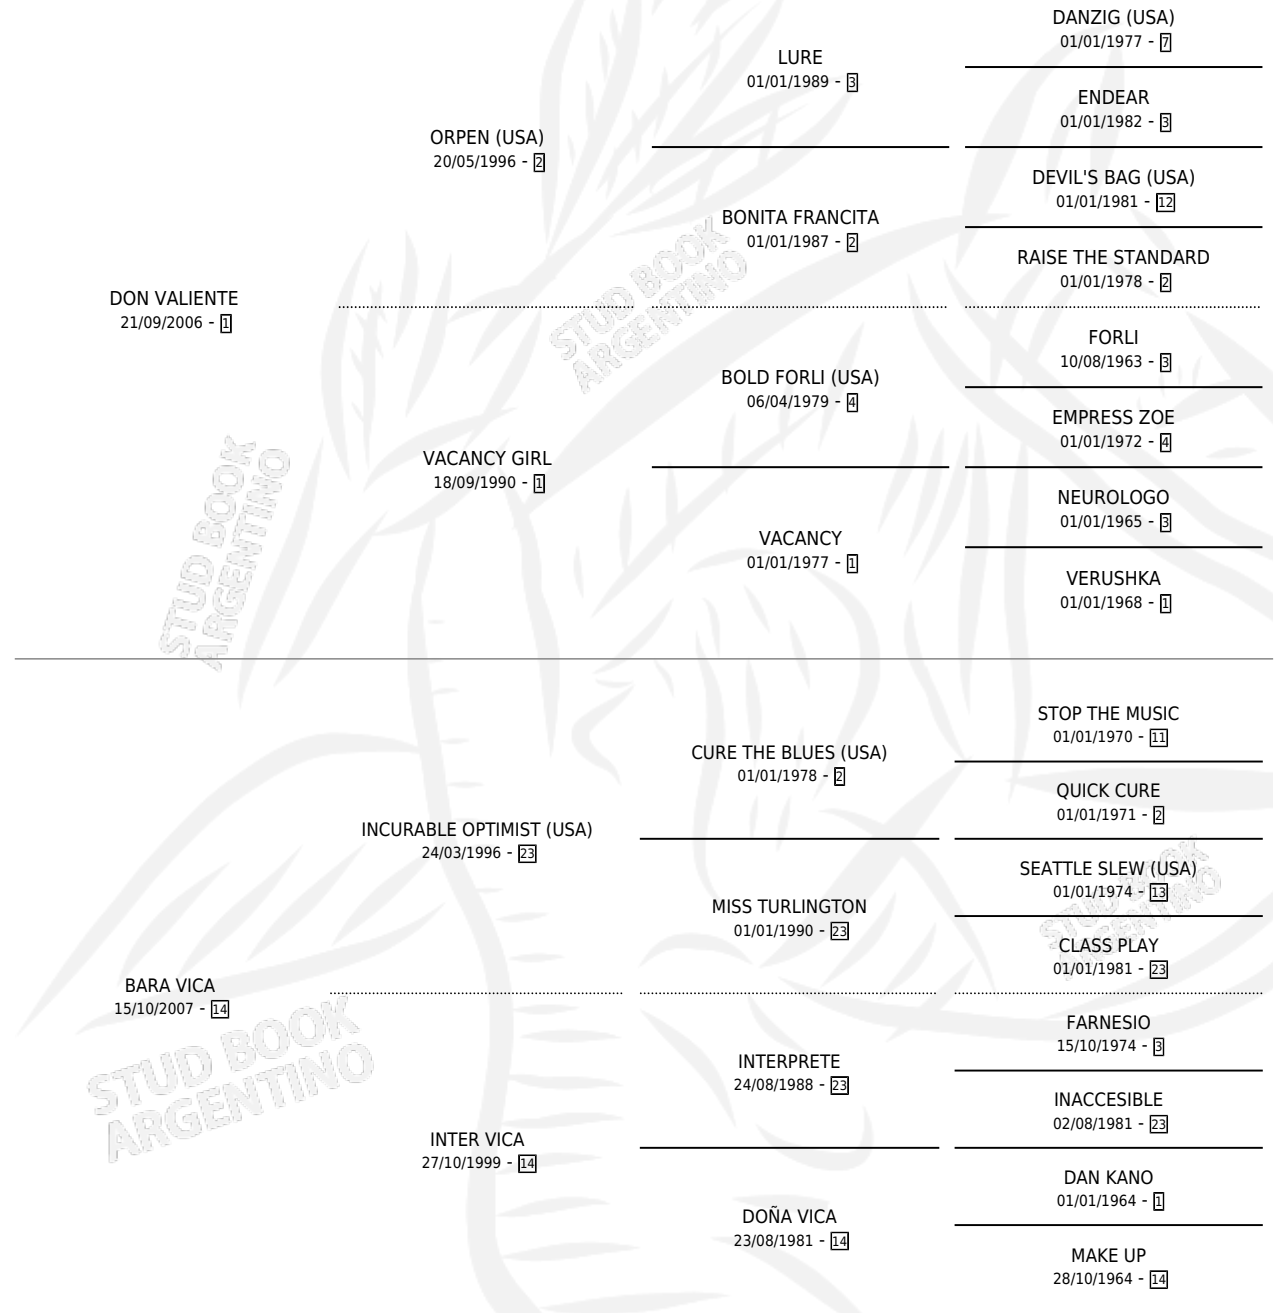 DANZIG (USA)
01/01/1977 - 7
LURE
01/01/1989 - 3
ENDEAR
01/01/1982 - 3
ORPEN (USA)
20/05/1996 - 2
DEVIL'S BAG (USA)
01/01/1981 - 12
BONITA FRANCITA
01/01/1987 - 2
RAISE THE STANDARD
01/01/1978 - 2
DON VALIENTE
21/09/2006 - 1
FORLI
10/08/1963 - 3
BOLD FORLI (USA)
06/04/1979 - 4
EMPRESS ZOE
01/01/1972 - 4
VACANCY GIRL
18/09/1990 - 1
NEUROLOGO
01/01/1965 - 3
VACANCY
01/01/1977 - 1
VERUSHKA
01/01/1968 - 1
STUD BOOK
ARGENTINO
STUD BOOK
ARGENTINO
STOP THE MUSIC
01/01/1970 - 11
CURE THE BLUES (USA)
01/01/1978 - 2
QUICK CURE
01/01/1971 - 2
INCURABLE OPTIMIST (USA)
24/03/1996 - 23
SEATTLE SLEW (USA)
01/01/1974 - 13
MISS TURLINGTON
01/01/1990 - 23
CLASS PLAY
01/01/1981 - 23
BARA VICA
15/10/2007 - 14
FARNESIO
15/10/1974 - 3
INTERPRETE
24/08/1988 - 23
INACCESIBLE
02/08/1981 - 23
INTER VICA
27/10/1999 - 14
DAN KANO
01/01/1964 - 1
DOÑA VICA
23/08/1981 - 14
MAKE UP
28/10/1964 - 14
STUD BOOK
ARGENTINO
STUD BOOK
ARGENTINO